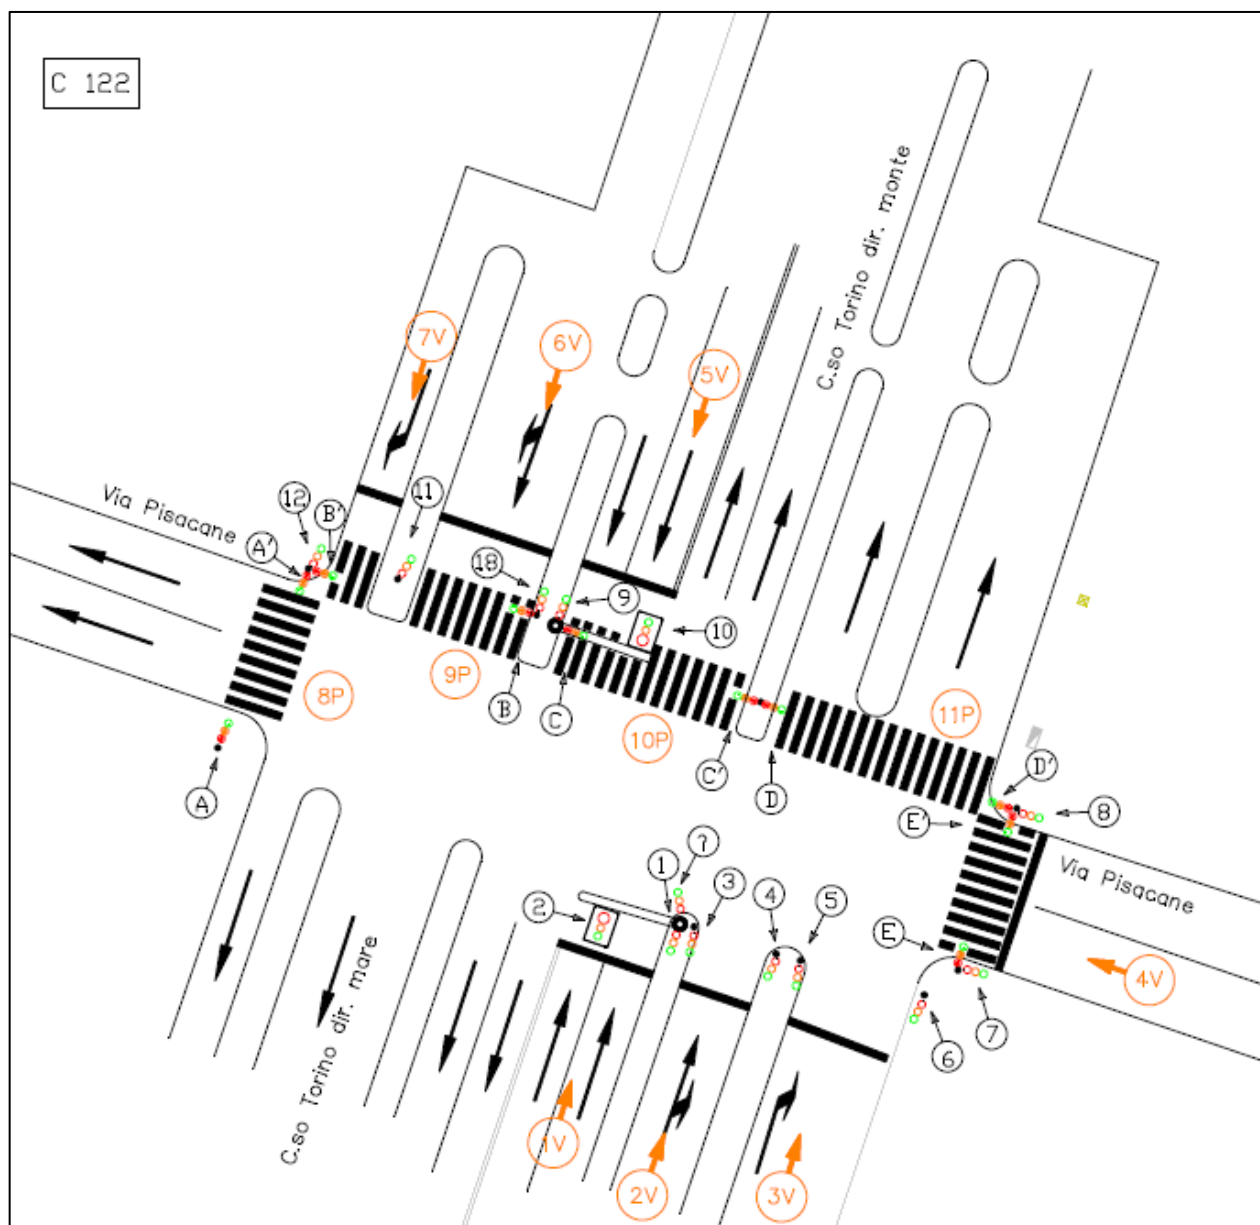 C 122
C.so Torino dir. monte
7V
6V
5V
Via Pisacane
12
B'
11
A'
18
9
10
8P
9P
B
C
10P
C'
D
11P
D'
8
E'
Via Pisacane
A
1
?
3
4
5
2
E
4V
7
6
C.so Torino dir. mare
1V
2V
3V